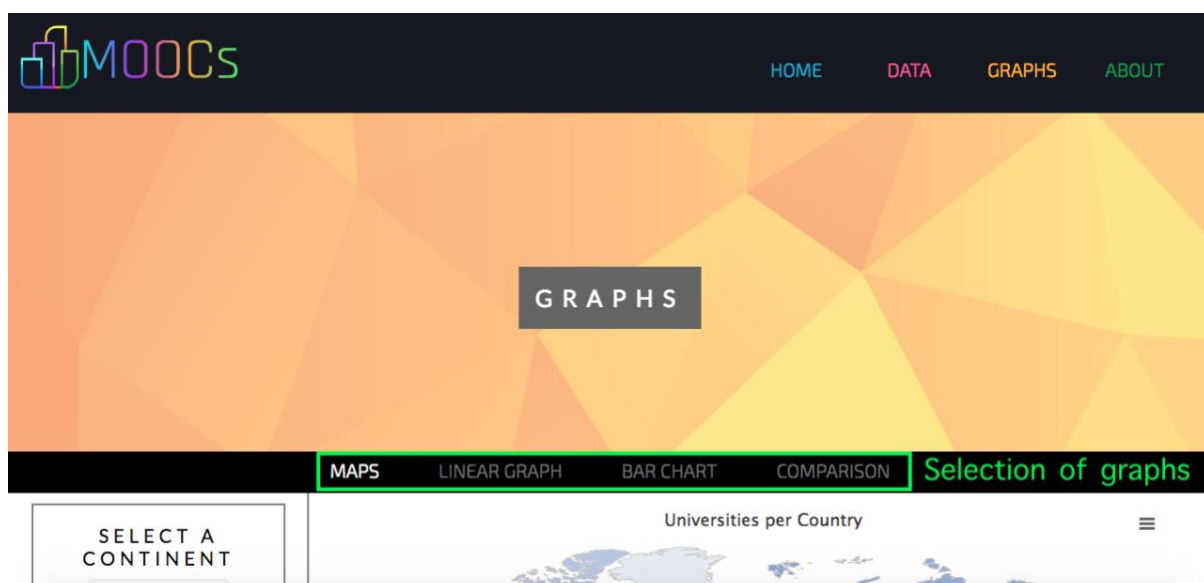 MOOCs
HOME DATA GRAPHS ABOUT
GRAPHS
MAPS LINEAR GRAPH BAR CHART COMPARISON Selection of graphs
SELECT A
CONTINENT
Universities per Country